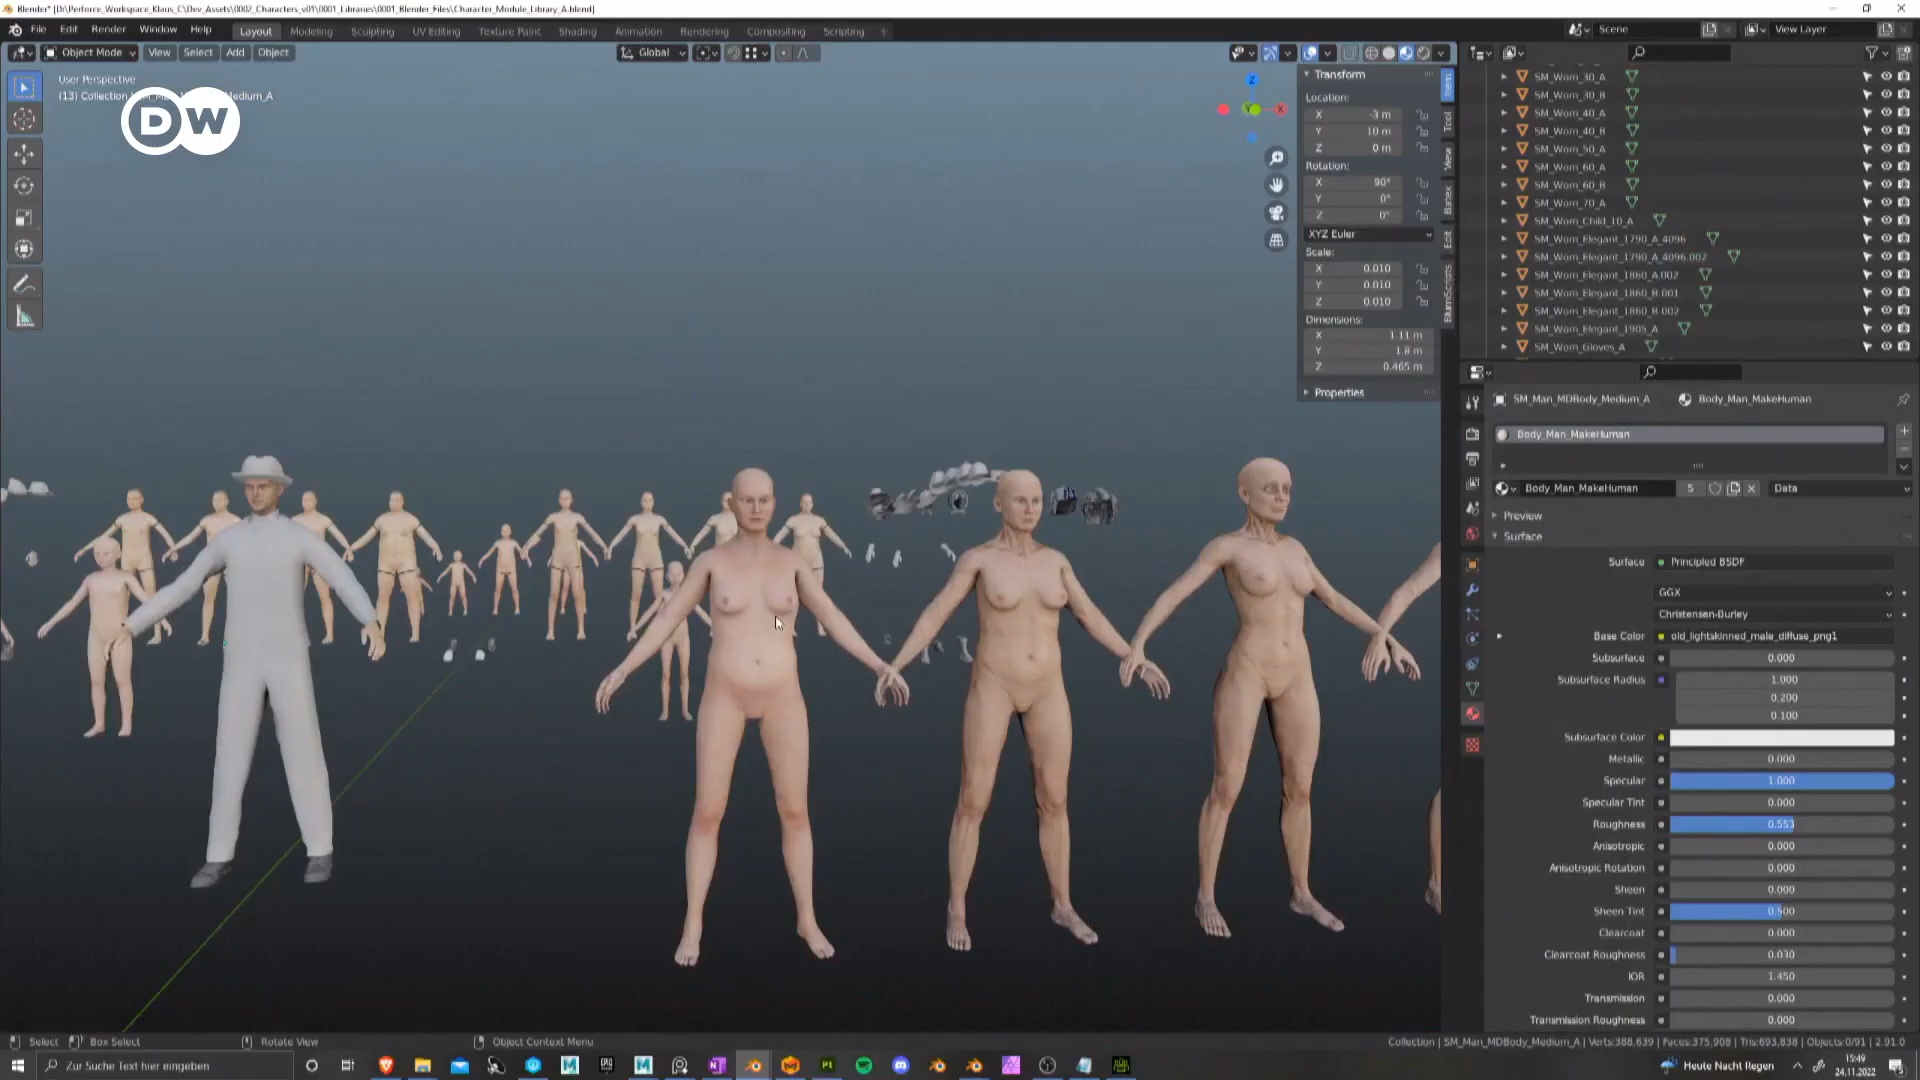 Blender* [D:\Perforce_Workspace_Klaus_C\Dev_Assets\0002_Characters_v01\0001_Libraries\0001_Blender_Files\Character_Module_Library_A.blend]
File Edit Render Window Help Layout Modeling Sculpting UV Editing Texture Paint Shading Animation Rendering Compositing Scripting + Scene View Layer
Object Mode View Select Add Object Global
User Perspective
(13) Collection
Medium_A
DW
Z
Y
X
Transform
Location:
X -3 m
Y 10 m
Z 0 m
Rotation:
X 90°
Y 0°
Z 0°
XYZ Euler
Scale:
X 0.010
Y 0.010
Z 0.010
Dimensions:
X 1.11 m
Y 1.8 m
Z 0.465 m
Properties
Item
Tool
View
Edit
SM_Wom_30_A
SM_Wom_30_B
SM_Wom_40_A
SM_Wom_40_B
SM_Wom_50_A
SM_Wom_60_A
SM_Wom_60_B
SM_Wom_70_A
SM_Wom_Child_10_A
SM_Wom_Elegant_1790_A_4096
SM_Wom_Elegant_1790_A_4096.002
SM_Wom_Elegant_1860_A.002
SM_Wom_Elegant_1860_B.001
SM_Wom_Elegant_1860_B.002
SM_Wom_Elegant_1905_A
SM_Wom_Gloves_A
SM_Man_MDBody_Medium_A Body_Man_MakeHuman
Body_Man_MakeHuman
Body_Man_MakeHuman 5 Data
Preview
Surface
Surface Principled BSDF
GGX
Christensen-Burley
Base Color old_lightskinned_male_diffuse_png1
Subsurface 0.000
Subsurface Radius 1.000
0.200
0.100
Subsurface Color
Metallic 0.000
Specular 1.000
Specular Tint 0.000
Roughness 0.553
Anisotropic 0.000
Anisotropic Rotation 0.000
Sheen 0.000
Sheen Tint 0.500
Clearcoat 0.000
Clearcoat Roughness 0.030
IOR 1.450
Transmission 0.000
Transmission Roughness 0.000
Select Box Select Rotate View Object Context Menu Collection | SM_Man_MDBody_Medium_A | Verts:388,639 | Faces:375,908 | Tris:693,838 | Objects:0/91 | 2.91.0
Zur Suche Text hier eingeben
Heute Nacht Regen
15:49
24.11.2022